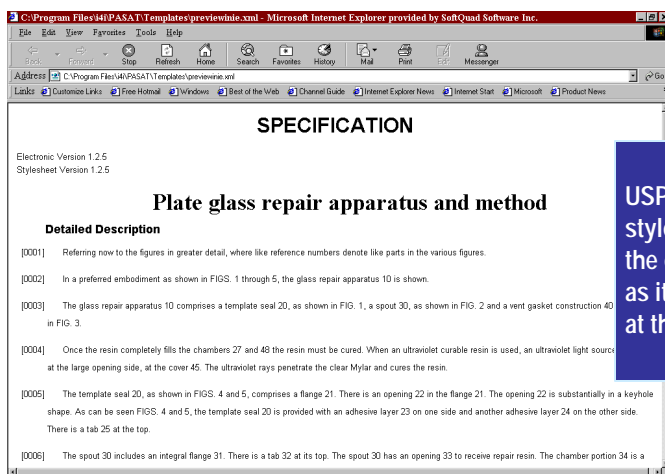 C:\Program Files\i4i\PASAT\Templates\previewinie.xml - Microsoft Internet Explorer provided by SoftQuad Software Inc.
File Edit View Favorites Tools Help
Back Forward Stop Refresh Home Search Favorites History Mail Print Edit Messenger
Address C:\Program Files\i4i\PASAT\Templates\previewinie.xml Go
Links Customize Links Free Hotmail Windows Best of the Web Channel Guide Internet Explorer News Internet Start Microsoft Product News
SPECIFICATION
Electronic Version 1.2.5
Stylesheet Version 1.2.5
Plate glass repair apparatus and method
Detailed Description
[0001] Referring now to the figures in greater detail, where like reference numbers denote like parts in the various figures.
[0002] In a preferred embodiment as shown in FIGS. 1 through 5, the glass repair apparatus 10 is shown.
[0003] The glass repair apparatus 10 comprises a template seal 20, as shown in FIG. 1, a spout 30, as shown in FIG. 2 and a vent gasket construction 40
in FIG. 3.
[0004] Once the resin completely fills the chambers 27 and 48 the resin must be cured. When an ultraviolet curable resin is used, an ultraviolet light source
at the large opening side, at the cover 45. The ultraviolet rays penetrate the clear Mylar and cures the resin.
[0005] The template seal 20, as shown in FIGS. 4 and 5, comprises a flange 21. There is an opening 22 in the flange 21. The opening 22 is substantially in a keyhole
shape. As can be seen FIGS. 4 and 5, the template seal 20 is provided with an adhesive layer 23 on one side and another adhesive layer 24 on the other side.
There is a tab 25 at the top.
[0006] The spout 30 includes an integral flange 31. There is a tab 32 at its top. The spout 30 has an opening 33 to receive repair resin. The chamber portion 34 is a
USP
style
the
as it
at th